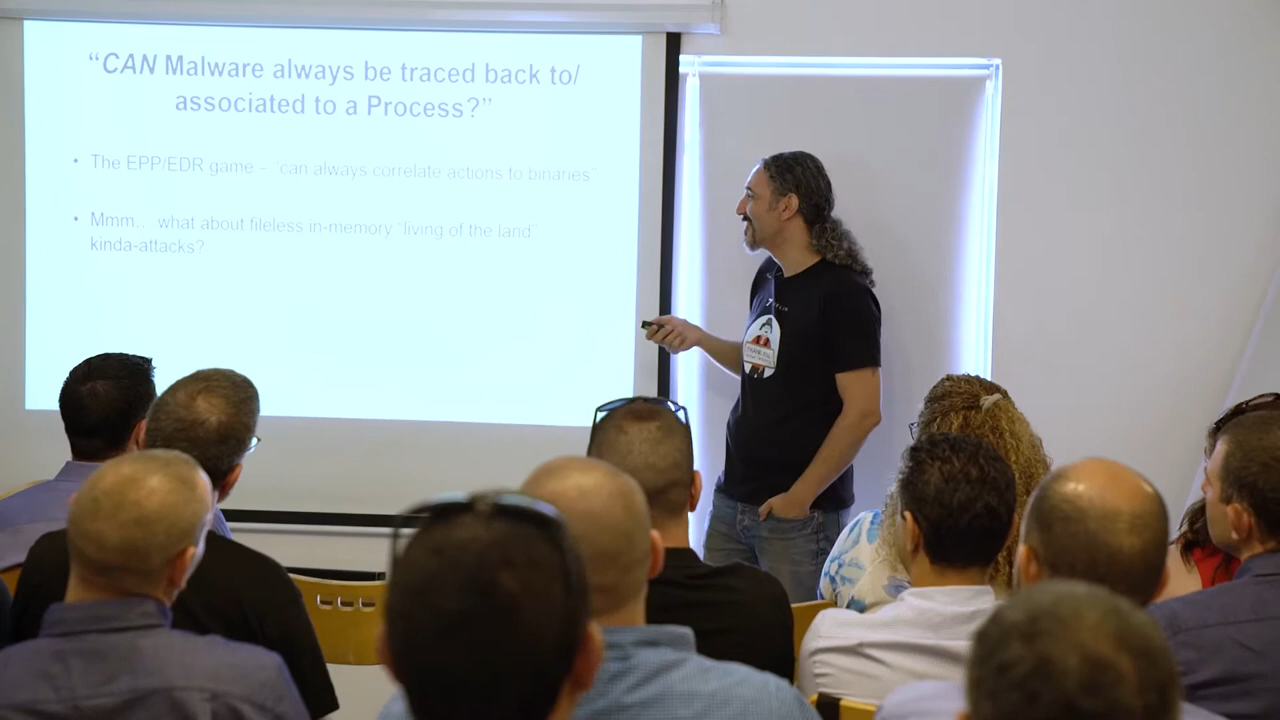 “CAN Malware always be traced back to/
associated to a Process?”
• The EPP/EDR game – “can always correlate actions to binaries”
• Mmm.. what about fileless in-memory “living of the land”
kinda-attacks?